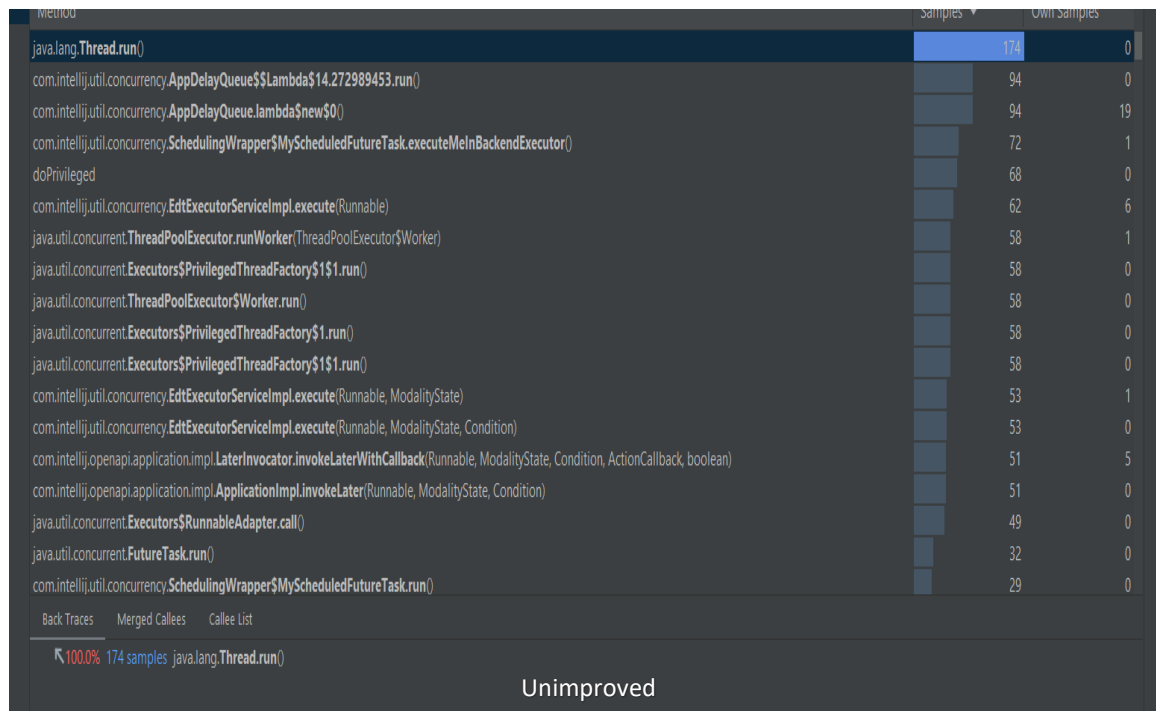 Method Samples Own Samples
java.lang.Thread.run() 174 0
com.intellij.util.concurrency.AppDelayQueue$$Lambda$14.272989453.run() 94 0
com.intellij.util.concurrency.AppDelayQueue.lambda$new$0() 94 19
com.intellij.util.concurrency.SchedulingWrapper$MyScheduledFutureTask.executeMeInBackendExecutor() 72 1
doPrivileged 68 0
com.intellij.util.concurrency.EdtExecutorServiceImpl.execute(Runnable) 62 6
java.util.concurrent.ThreadPoolExecutor.runWorker(ThreadPoolExecutor$Worker) 58 1
java.util.concurrent.Executors$PrivilegedThreadFactory$1$1.run() 58 0
java.util.concurrent.ThreadPoolExecutor$Worker.run() 58 0
java.util.concurrent.Executors$PrivilegedThreadFactory$1.run() 58 0
java.util.concurrent.Executors$PrivilegedThreadFactory$1$1.run() 58 0
com.intellij.util.concurrency.EdtExecutorServiceImpl.execute(Runnable, ModalityState) 53 1
com.intellij.util.concurrency.EdtExecutorServiceImpl.execute(Runnable, ModalityState, Condition) 53 0
com.intellij.openapi.application.impl.LaterInvocator.invokeLaterWithCallback(Runnable, ModalityState, Condition, ActionCallback, boolean) 51 5
com.intellij.openapi.application.impl.ApplicationImpl.invokeLater(Runnable, ModalityState, Condition) 51 0
java.util.concurrent.Executors$RunnableAdapter.call() 49 0
java.util.concurrent.FutureTask.run() 32 0
com.intellij.util.concurrency.SchedulingWrapper$MyScheduledFutureTask.run() 29 0
Back Traces Merged Callees Callee List
100.0% 174 samples java.lang.Thread.run()
Unimproved